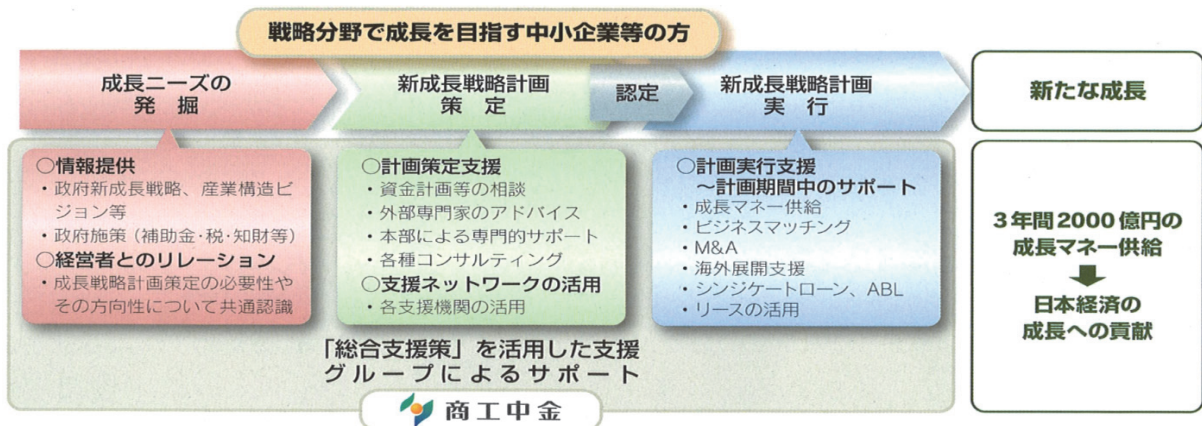 戦略分野で成長を目指す中小企業等の方
成長ニーズの
発 掘
新成長戦略計画
策 定
認定
新成長戦略計画
実 行
新たな成長
○情報提供
・政府新成長戦略、産業構造ビ
ジョン等
・政府施策（補助金・税・知財等）
○経営者とのリレーション
・成長戦略計画策定の必要性や
その方向性について共通認識
○計画策定支援
・資金計画等の相談
・外部専門家のアドバイス
・本部による専門的サポート
・各種コンサルティング
○支援ネットワークの活用
・各支援機関の活用
○計画実行支援
～計画期間中のサポート
・成長マネー供給
・ビジネスマッチング
・M&A
・海外展開支援
・シンジケートローン、ABL
・リースの活用
3年間2000億円の
成長マネー供給
日本経済の
成長への貢献
「総合支援策」を活用した支援
グループによるサポート
商工中金